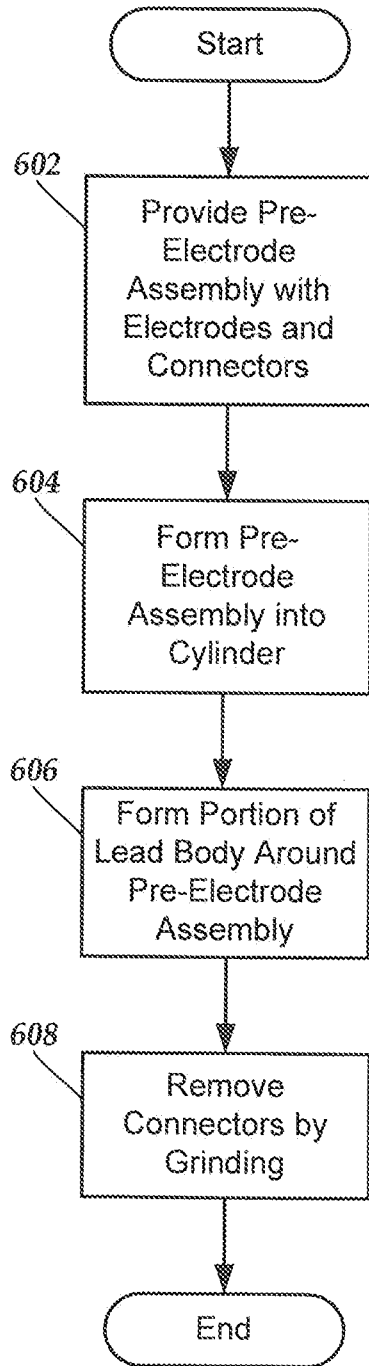 Start
602
Provide Pre-
Electrode
Assembly with
Electrodes and
Connectors
604
Form Pre-
Electrode
Assembly into
Cylinder
606
Form Portion of
Lead Body Around
Pre-Electrode
Assembly
608
Remove
Connectors by
Grinding
End